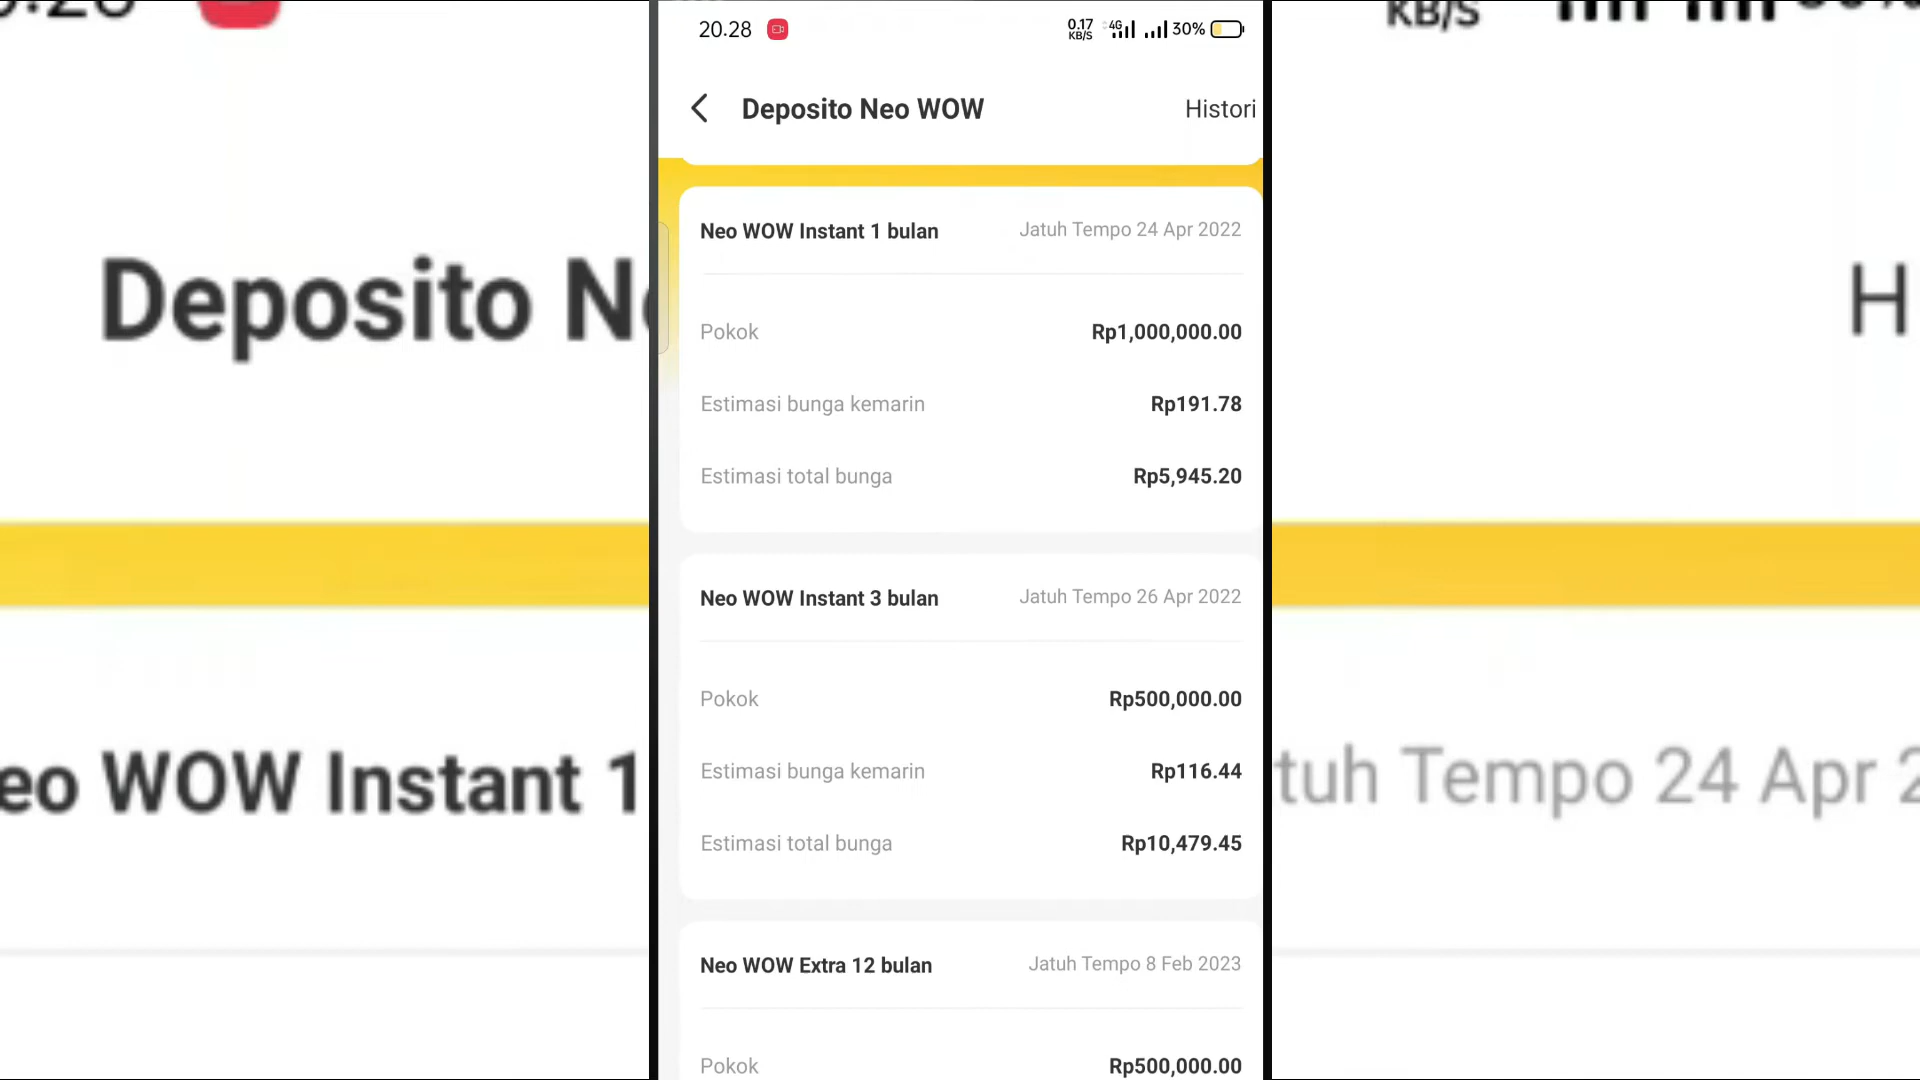 20.28
0.17
KB/S
4G
30%
Deposito Neo WOW
Histori
Neo WOW Instant 1 bulan
Jatuh Tempo 24 Apr 2022
Pokok
Rp1,000,000.00
Estimasi bunga kemarin
Rp191.78
Estimasi total bunga
Rp5,945.20
Neo WOW Instant 3 bulan
Jatuh Tempo 26 Apr 2022
Pokok
Rp500,000.00
Estimasi bunga kemarin
Rp116.44
Estimasi total bunga
Rp10,479.45
Neo WOW Extra 12 bulan
Jatuh Tempo 8 Feb 2023
Pokok
Rp500,000.00
KB/S
Deposito N
H
eo WOW Instant 1
tuh Tempo 24 Apr 2